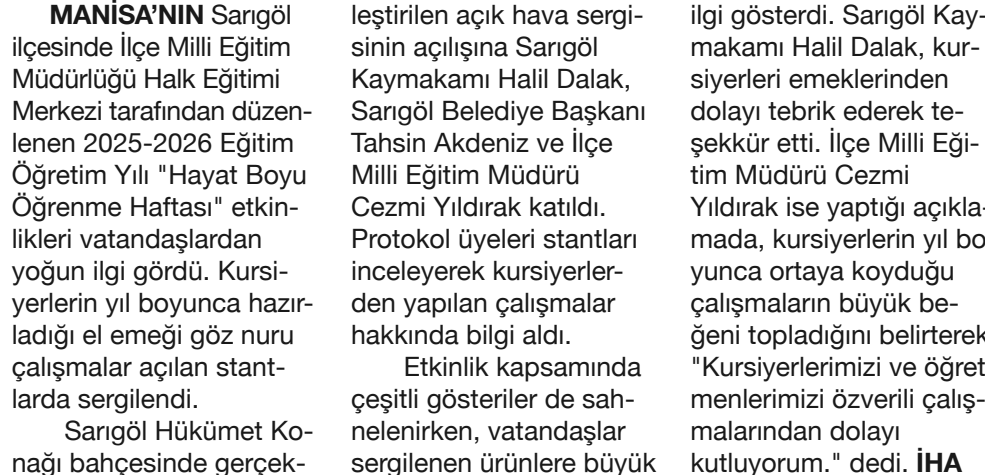 MANİSA’NIN Sarıgöl
ilçesinde İlçe Milli Eğitim
Müdürlüğü Halk Eğitimi
Merkezi tarafından düzen-
lenen 2025-2026 Eğitim
Öğretim Yılı "Hayat Boyu
Öğrenme Haftası" etkin-
likleri vatandaşlardan
yoğun ilgi gördü. Kursi-
yerlerin yıl boyunca hazır-
ladığı el emeği göz nuru
çalışmalar açılan stant-
larda sergilendi.
Sarıgöl Hükümet Ko-
nağı bahçesinde gerçek-
leştirilen açık hava sergi-
sinin açılışına Sarıgöl
Kaymakamı Halil Dalak,
Sarıgöl Belediye Başkanı
Tahsin Akdeniz ve İlçe
Milli Eğitim Müdürü
Cezmi Yıldırak katıldı.
Protokol üyeleri stantları
inceleyerek kursiyerler-
den yapılan çalışmalar
hakkında bilgi aldı.
Etkinlik kapsamında
çeşitli gösteriler de sah-
nelenirken, vatandaşlar
sergilenen ürünlere büyük
ilgi gösterdi. Sarıgöl Kay-
makamı Halil Dalak, kur-
siyerleri emeklerinden
dolayı tebrik ederek te-
şekkür etti. İlçe Milli Eği-
tim Müdürü Cezmi
Yıldırak ise yaptığı açıkla-
mada, kursiyerlerin yıl bo
yunca ortaya koyduğu
çalışmaların büyük be-
ğeni topladığını belirterek
"Kursiyerlerimizi ve öğret
menlerimizi özverili çalış-
malarından dolayı
kutluyorum." dedi. İHA